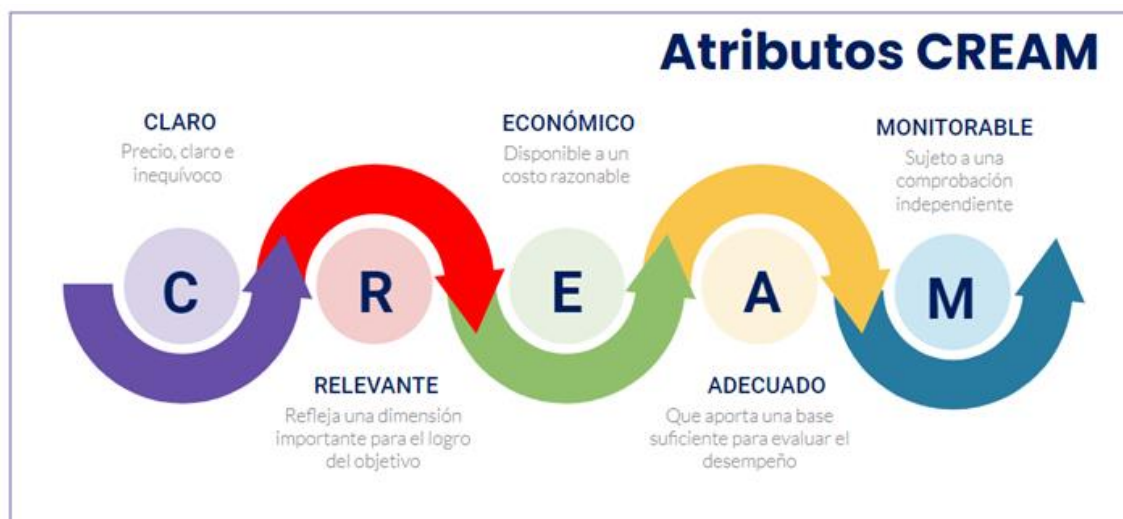 Atributos CREAM
CLARO
Precio, claro e
inequívoco
ECONÓMICO
Disponible a un
costo razonable
MONITORABLE
Sujeto a una
comprobación
independiente
C
R
E
A
M
RELEVANTE
Refleja una dimensión
importante para el logro
del objetivo
ADECUADO
Que aporta una base
suficiente para evaluar el
desempeño